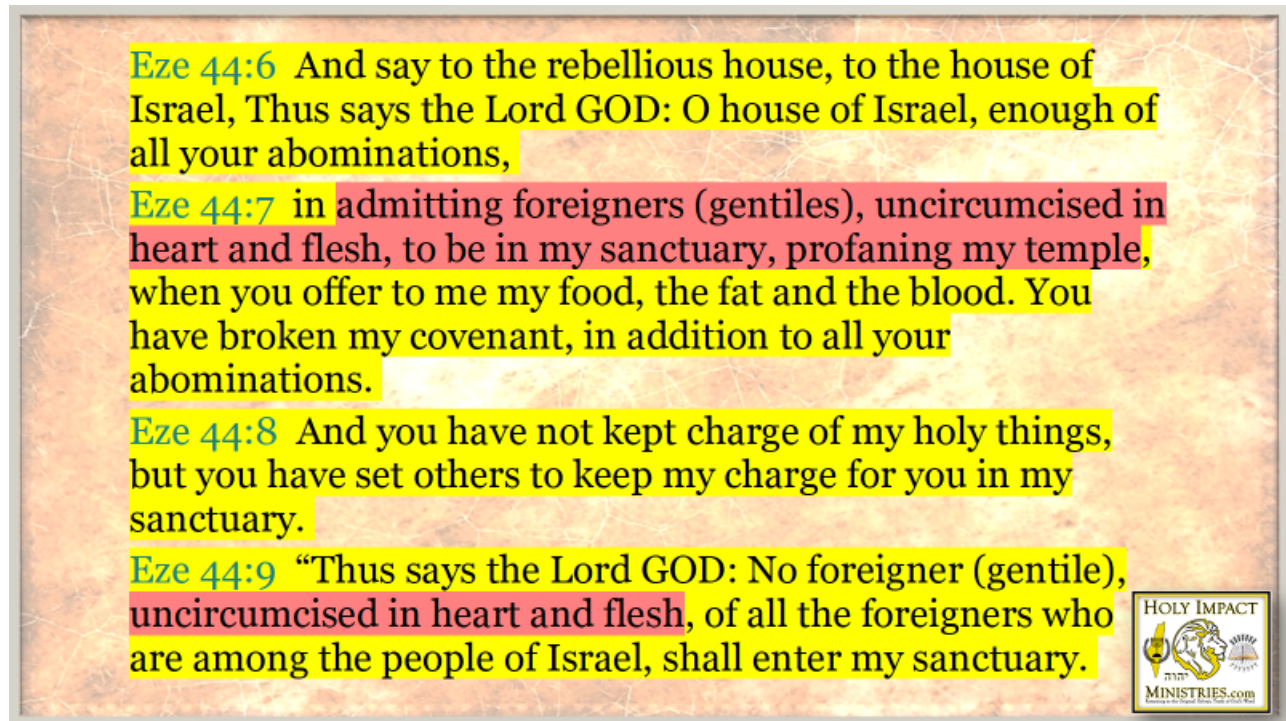 Eze 44:6 And say to the rebellious house, to the house of
Israel, Thus says the Lord GOD: O house of Israel, enough of
all your abominations,
Eze 44:7 in admitting foreigners (gentiles), uncircumcised in
heart and flesh, to be in my sanctuary, profaning my temple,
when you offer to me my food, the fat and the blood. You
have broken my covenant, in addition to all your
abominations.
Eze 44:8 And you have not kept charge of my holy things,
but you have set others to keep my charge for you in my
sanctuary.
Eze 44:9 “Thus says the Lord GOD: No foreigner (gentile),
uncircumcised in heart and flesh, of all the foreigners who
are among the people of Israel, shall enter my sanctuary.
HOLY IMPACT
יהוה
MINISTRIES.com